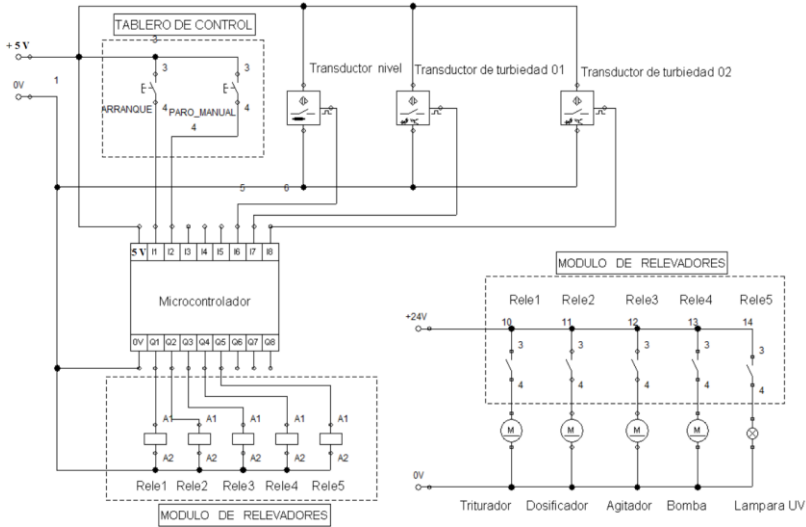 TABLERO DE CONTROL
+ 5 V
3
3
3
0V
1
ARRANQUE
PARO_MANUAL
4
4
4
Transductor nivel
Transductor de turbiedad 01
Transductor de turbiedad 02
5
6
5 V I1 I2 I3 I4 I5 I6 I7 I8
Microcontrolador
0V Q1 Q2 Q3 Q4 Q5 Q6 Q7 Q8
A1 A1 A1 A1 A1
A2 A2 A2 A2 A2
Rele1 Rele2 Rele3 Rele4 Rele5
MODULO DE RELEVADORES
MODULO DE RELEVADORES
Rele1 Rele2 Rele3 Rele4 Rele5
+24V
10 11 12 13 14
3 3 3 3 3
4 4 4 4 4
M M M M
0V
Triturador Dosificador Agitador Bomba Lampara UV